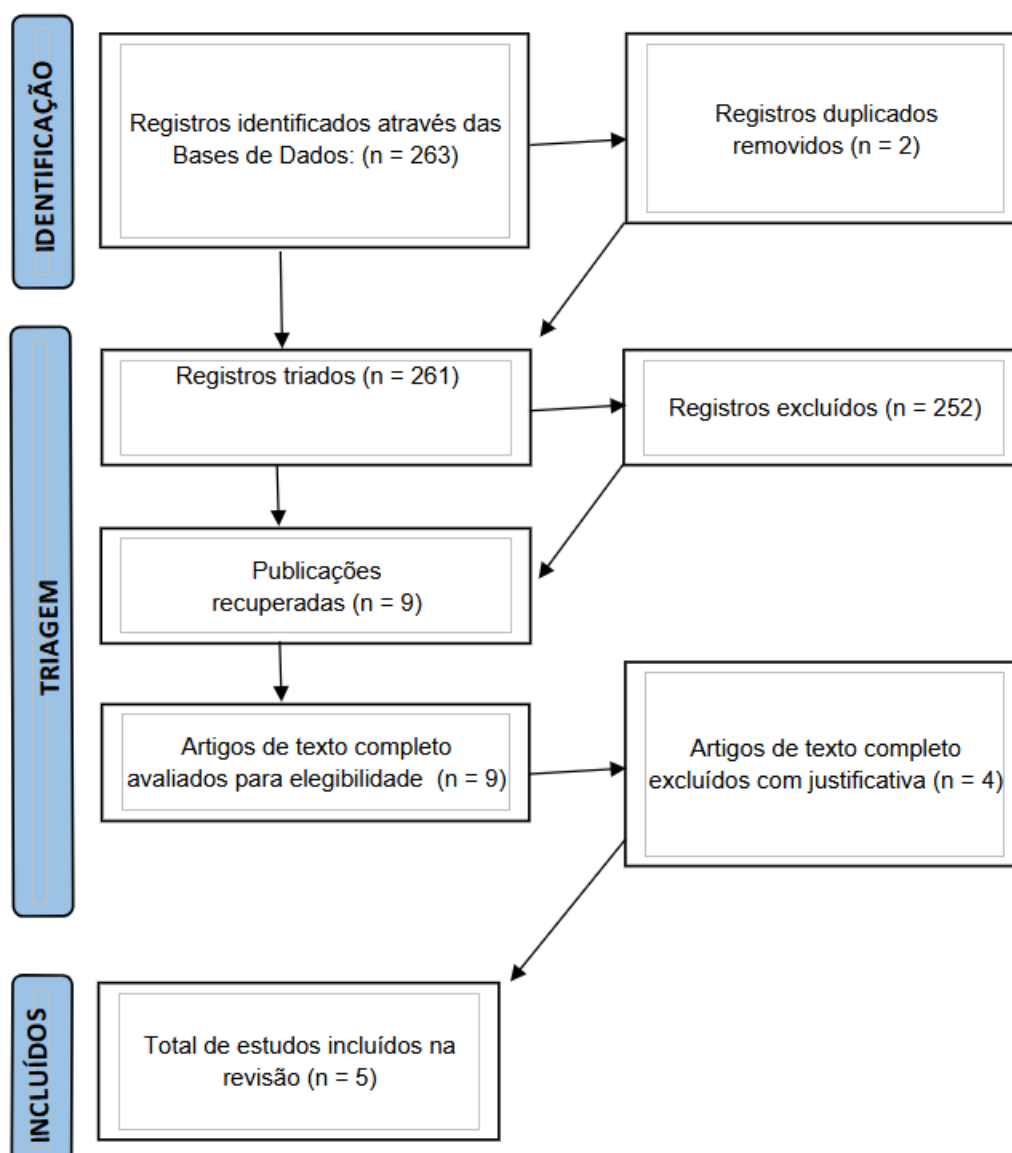 IDENTIFICAÇÃO
Registros identificados através das
Bases de Dados: (n = 263)
Registros duplicados
removidos (n = 2)
TRIAGEM
Registros triados (n = 261)
Registros excluídos (n = 252)
Publicações
recuperadas (n = 9)
Artigos de texto completo
avaliados para elegibilidade  (n = 9)
Artigos de texto completo
excluídos com justificativa (n = 4)
INCLUÍDOS
Total de estudos incluídos na
revisão (n = 5)